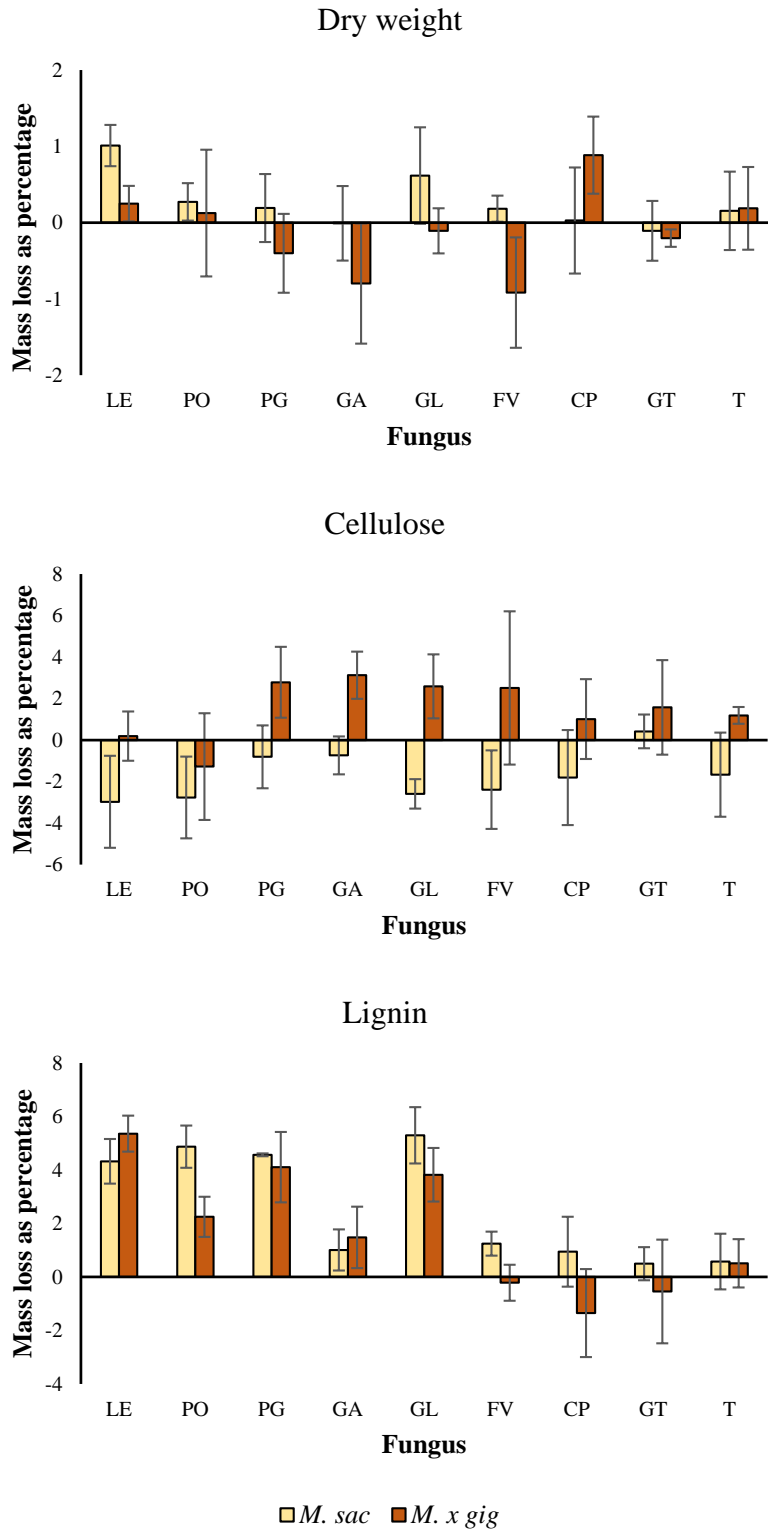 Dry weight
Mass loss as percentage
2
1
0
-1
-2
LE PO PG GA GL FV CP GT T
Fungus
Cellulose
Mass loss as percentage
8
6
4
2
0
-2
-4
-6
LE PO PG GA GL FV CP GT T
Fungus
Lignin
Mass loss as percentage
8
6
4
2
0
-2
-4
LE PO PG GA GL FV CP GT T
Fungus
M. sac M. x gig